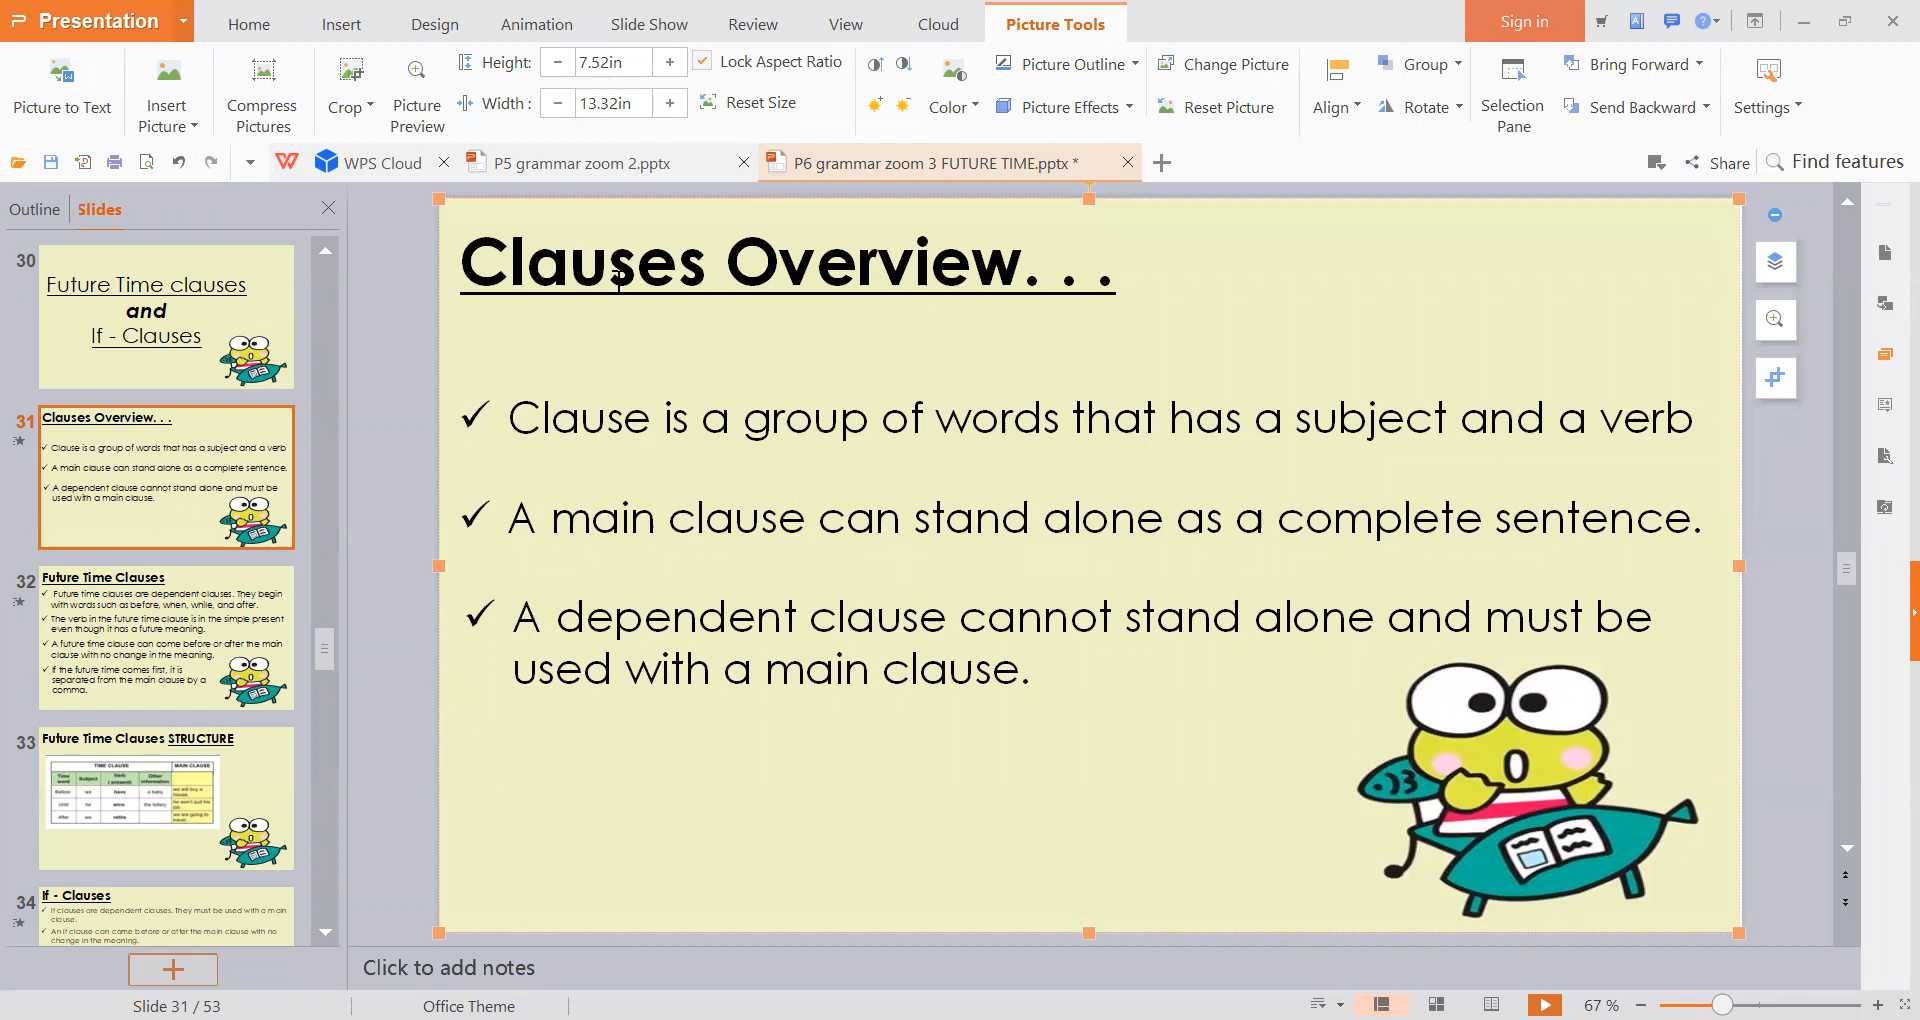 Presentation
Home
Insert
Design
Animation
Slide Show
Review
View
Cloud
Picture Tools
Sign in
Picture to Text
Insert
Picture
Compress
Pictures
Crop
Picture
Preview
Height:
7.52in
Lock Aspect Ratio
Width :
13.32in
Reset Size
Color
Picture Outline
Picture Effects
Change Picture
Reset Picture
Align
Group
Rotate
Selection
Pane
Bring Forward
Send Backward
Settings
WPS Cloud
P5 grammar zoom 2.pptx
P6 grammar zoom 3 FUTURE TIME.pptx *
Share
Find features
Outline
Slides
30
Future Time clauses
and
If - Clauses
31
Clauses Overview. . .
✓ Clause is a group of words that has a subject and a verb
✓ A main clause can stand alone as a complete sentence.
✓ A dependent clause cannot stand alone and must be
used with a main clause.
32
Future Time Clauses
✓ Future time clauses are dependent clauses. They begin
with words such as before, when, while, and after.
✓ The verb in the future time clause is in the simple present
even though it has a future meaning.
✓ A future time clause can come before or after the main
clause with no change in the meaning.
✓ If the future time comes first, it is
separated from the main clause by a
comma.
33
Future Time Clauses STRUCTURE
TIME CLAUSE MAIN CLAUSE
Time
word
Subject
Verb
( present)
Other
information
Before we have a baby we will buy a
house.
Until he wins the lottery he won't quit his
job.
After we retire we are going to
travel.
34
If - Clauses
✓ If clauses are dependent clauses. They must be used with a main
clause.
✓ An if clause can come before or after the main clause with no
change in the meaning.
Clauses Overview. . .
✓ Clause is a group of words that has a subject and a verb
✓ A main clause can stand alone as a complete sentence.
✓ A dependent clause cannot stand alone and must be
used with a main clause.
Click to add notes
Slide 31 / 53
Office Theme
67 %